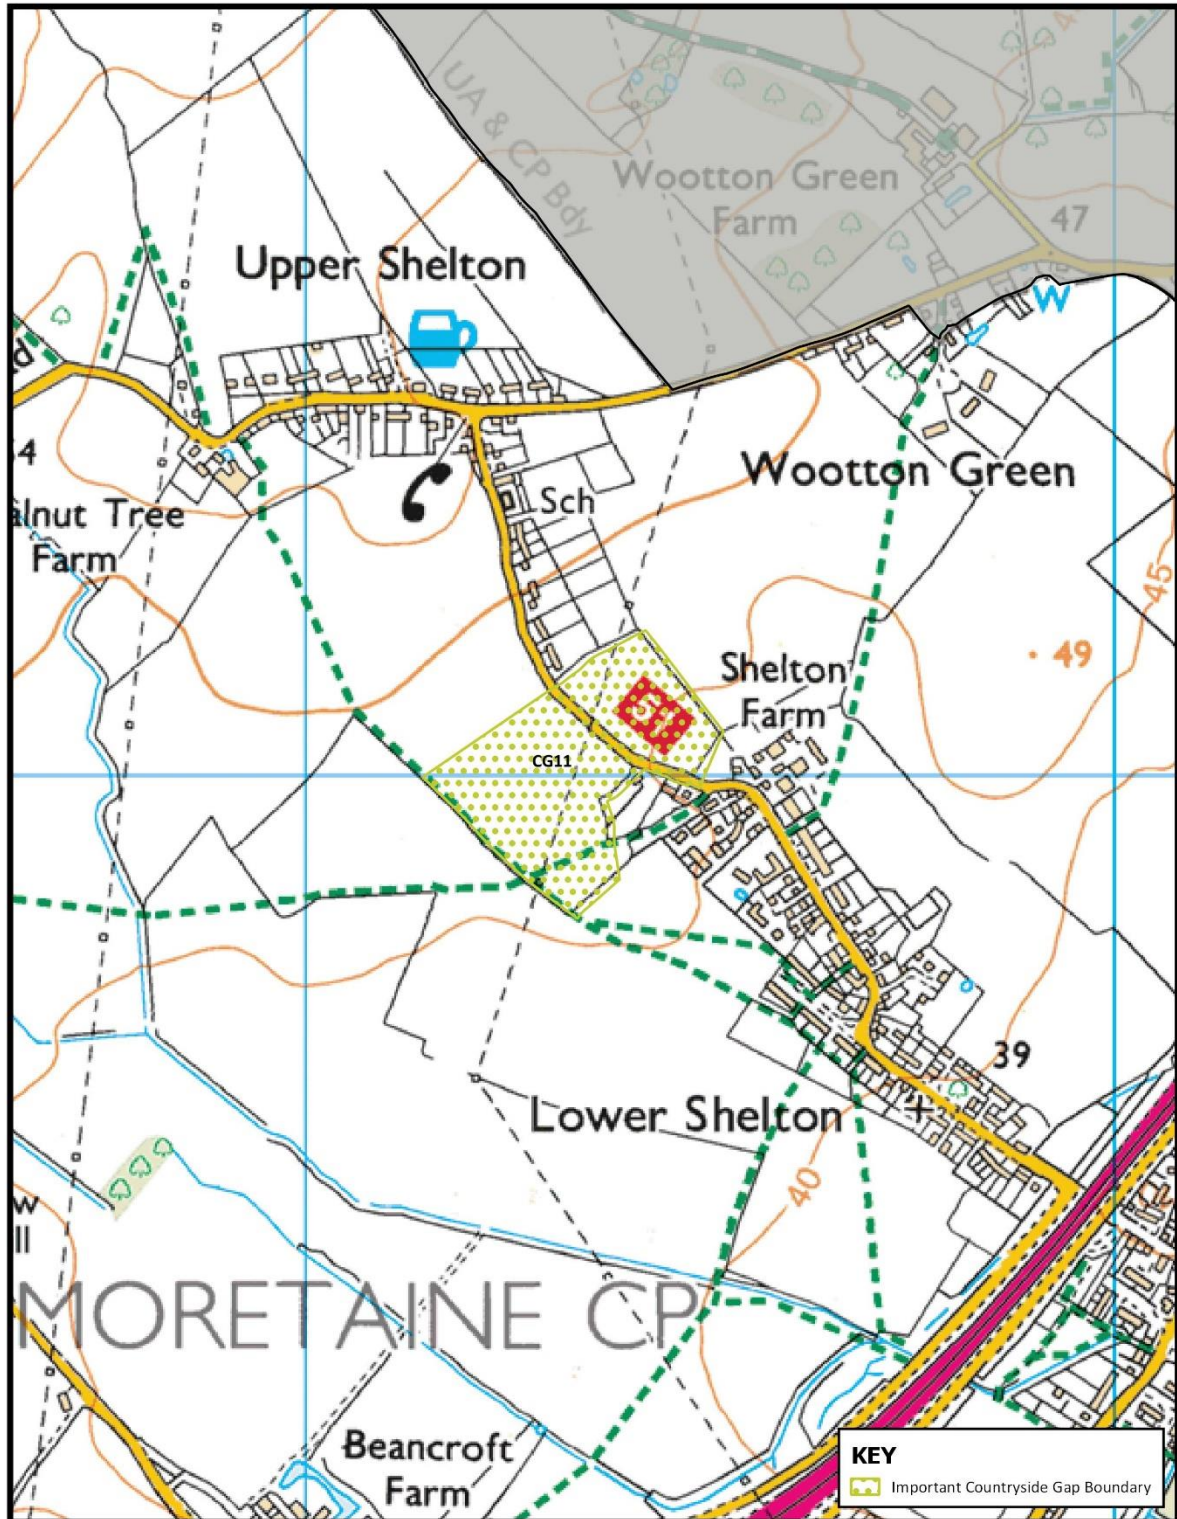 UA & CP Bdy
Wootton Green
Farm
47
Upper Shelton
W
54
Wootton Green
Sch
alnut Tree
Farm
45
49
Shelton
Farm
51
CG11
39
Lower Shelton
40
w
ll
MORETAINE CP
Beancroft
Farm
KEY
Important Countryside Gap Boundary